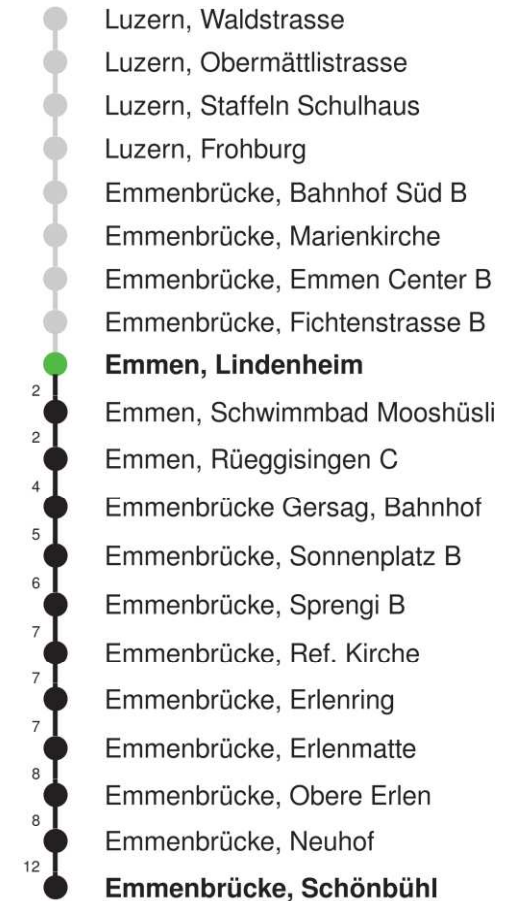 Luzern, Waldstrasse
Luzern, Obermättlistrasse
Luzern, Staffeln Schulhaus
Luzern, Frohburg
Emmenbrücke, Bahnhof Süd B
Emmenbrücke, Marienkirche
Emmenbrücke, Emmen Center B
Emmenbrücke, Fichtenstrasse B
Emmen, Lindenheim
2 Emmen, Schwimmbad Mooshüsli
2 Emmen, Rüeggisingen C
4 Emmenbrücke Gersag, Bahnhof
5 Emmenbrücke, Sonnenplatz B
6 Emmenbrücke, Sprengi B
7 Emmenbrücke, Ref. Kirche
7 Emmenbrücke, Erlenring
7 Emmenbrücke, Erlenmatte
8 Emmenbrücke, Obere Erlen
8 Emmenbrücke, Neuhof
12 Emmenbrücke, Schönbühl